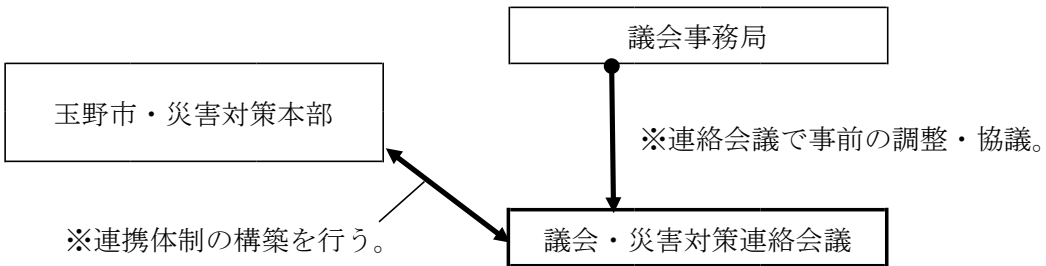 議会事務局
玉野市・災害対策本部
※連絡会議で事前の調整・協議。
※連携体制の構築を行う。
議会・災害対策連絡会議